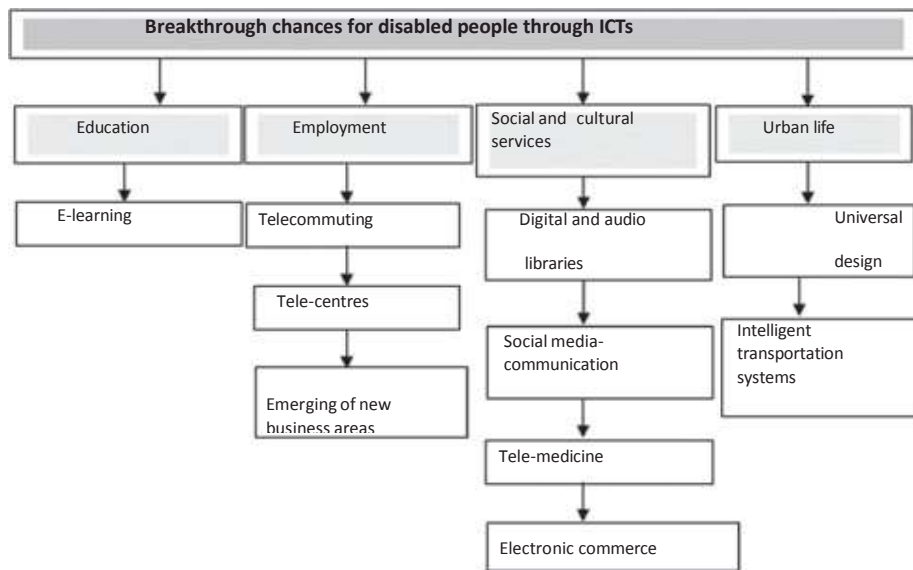 Breakthrough chances for disabled people through ICTs
Education
Employment
Social and cultural
services
Urban life
E-learning
Telecommuting
Digital and audio
libraries
Universal
design
Tele-centres
Social media-
communication
Intelligent
transportation
systems
Emerging of new
business areas
Tele-medicine
Electronic commerce